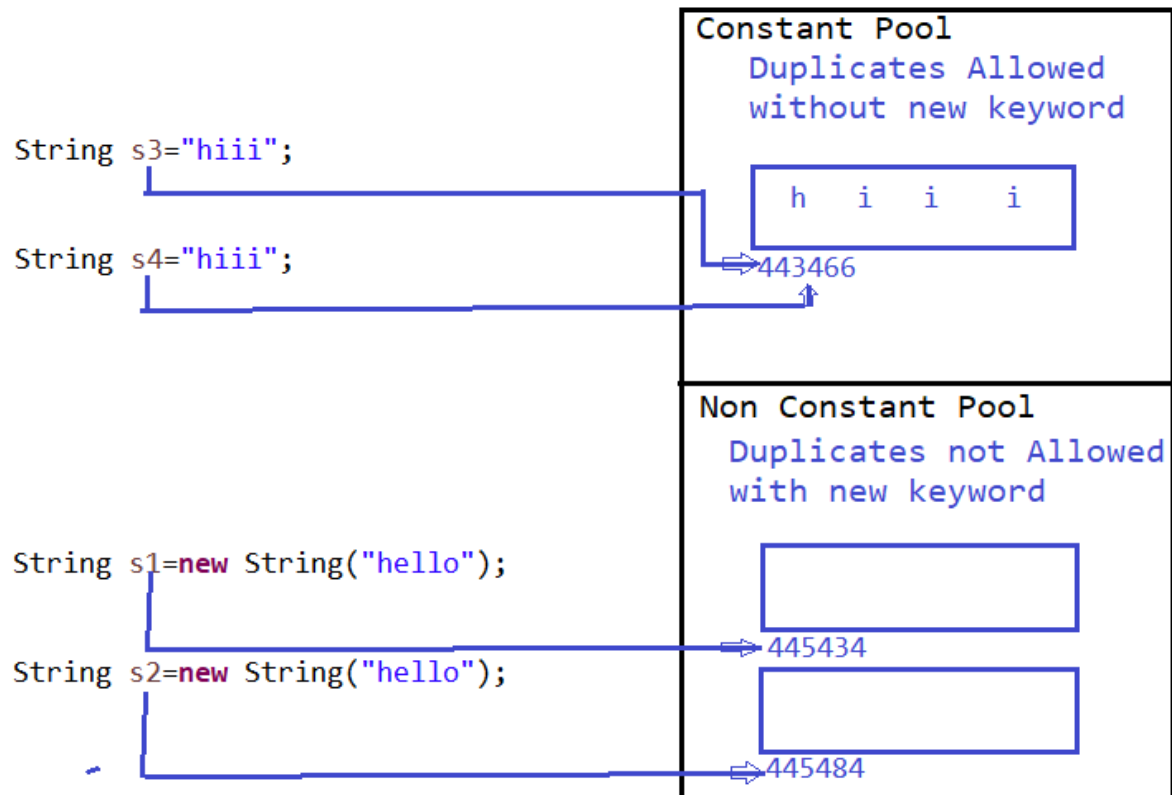 Constant Pool
Duplicates Allowed
without new keyword
String s3="hiii";
h i i i
String s4="hiii";
443466
Non Constant Pool
Duplicates not Allowed
with new keyword
String s1=new String("hello");
445434
String s2=new String("hello");
445484